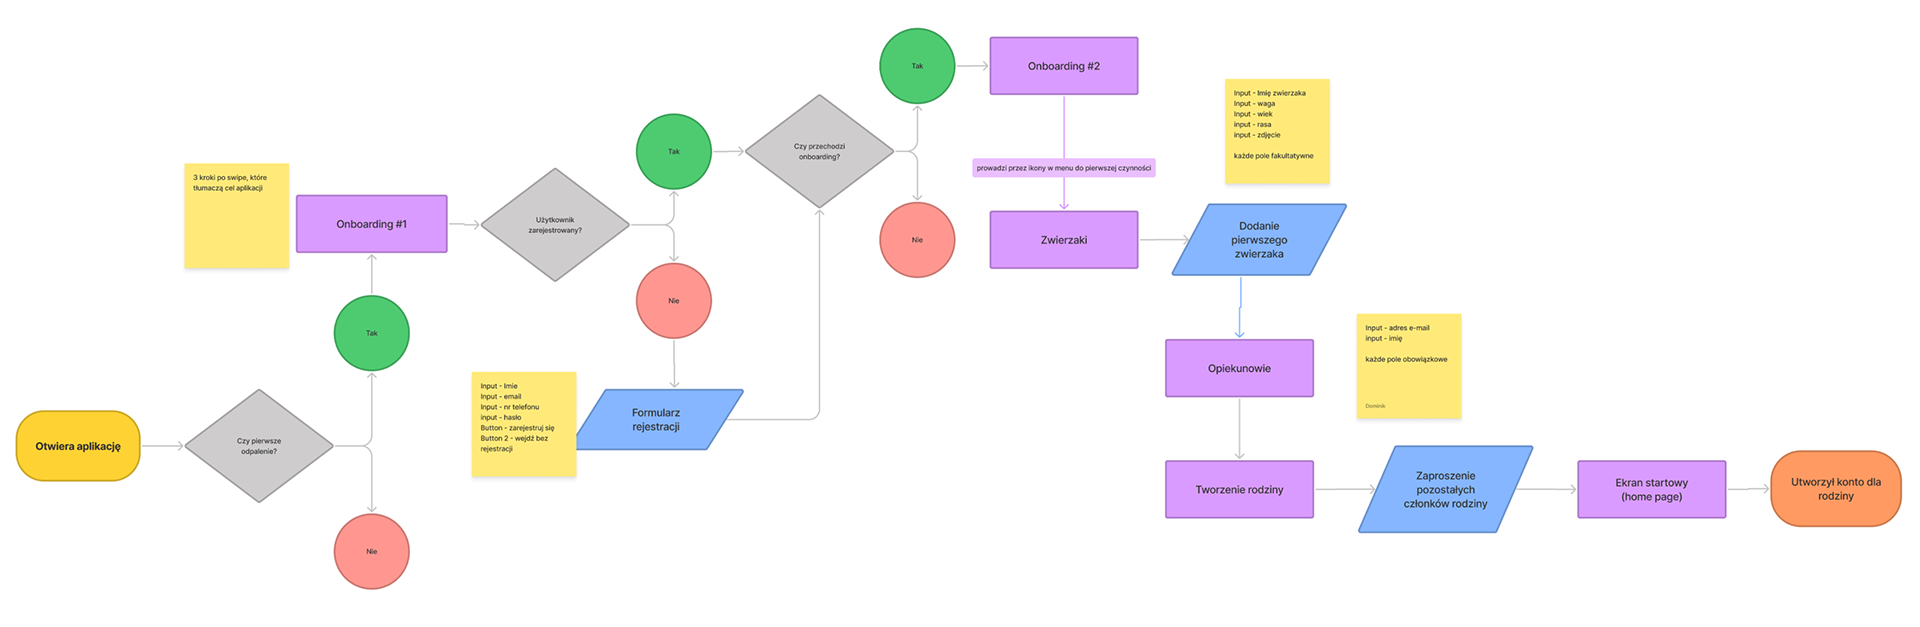 Otwiera aplikację
Czy pierwsze
odpalenie?
Tak
Nie
3 kroki po swipe, które
tłumaczą cel aplikacji
Onboarding #1
Użytkownik
zarejestrowany?
Tak
Nie
Input - Imie
Input - email
Input - nr telefonu
input - hasło
Button - zarejestruj się
Button 2 - wejdź bez
rejestracji
Formularz
rejestracji
Czy przechodzi
onboarding?
Tak
Nie
Onboarding #2
prowadzi przez ikony w menu do pierwszej czynności
Zwierzaki
Input - Imię zwierzaka
Input - waga
Input - wiek
input - rasa
input - zdjęcie
każde pole fakultatywne
Dodanie
pierwszego
zwierzaka
Opiekunowie
Input - adres e-mail
input - imię
każde pole obowiązkowe
Dominik
Tworzenie rodziny
Zaproszenie
pozostałych
członków rodziny
Ekran startowy
(home page)
Utworzył konto dla
rodziny